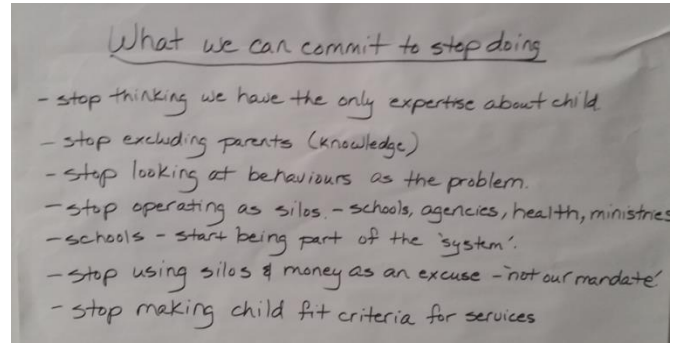 What we can commit to stop doing
- stop thinking we have the only expertise about child.
- stop excluding parents (knowledge)
- stop looking at behaviours as the problem.
- stop operating as silos. - schools, agencies, health, ministries
- schools - start being part of the 'system'.
- stop using silos & money as an excuse - 'not our mandate'
- stop making child fit criteria for services